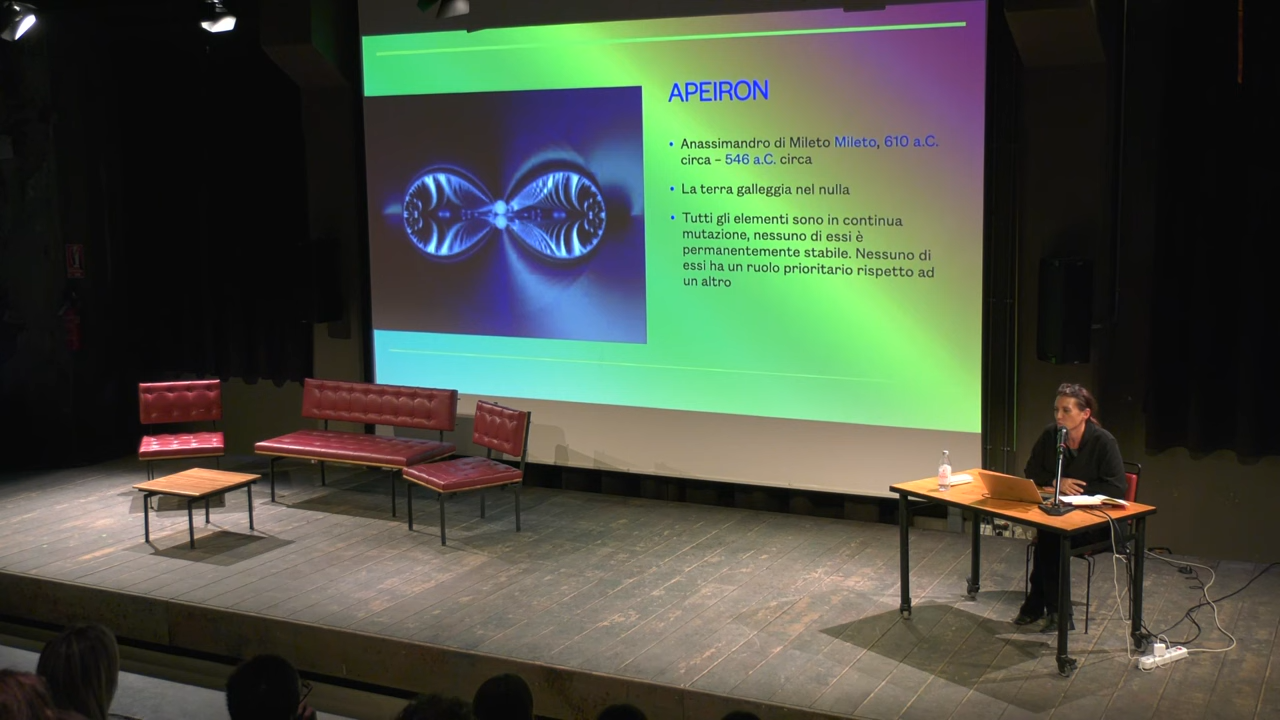 APEIRON
• Anassimandro di Mileto Mileto, 610 a.C.
circa – 546 a.C. circa
• La terra galleggia nel nulla
• Tutti gli elementi sono in continua
mutazione, nessuno di essi è
permanentemente stabile. Nessuno di
essi ha un ruolo prioritario rispetto ad
un altro